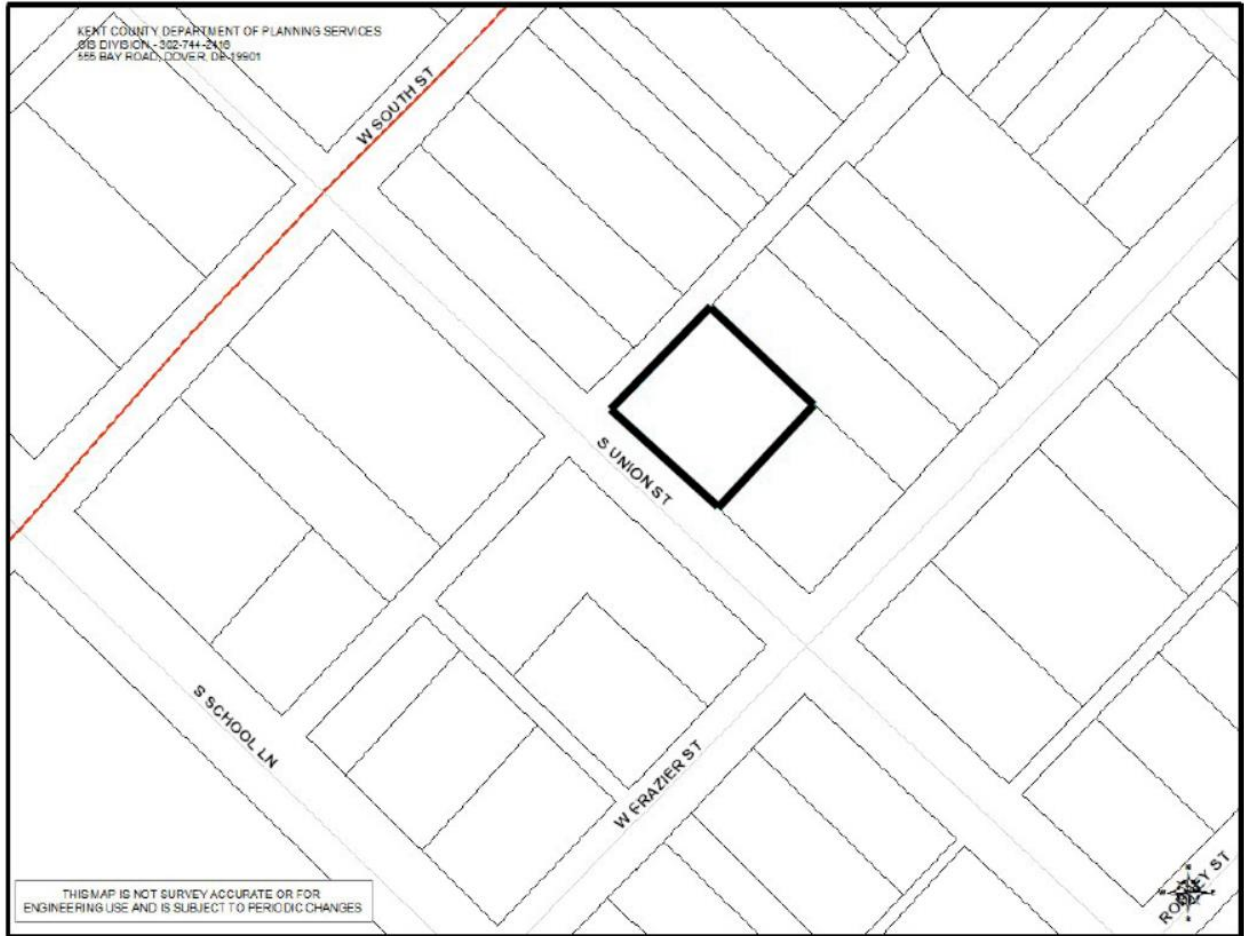 KENT COUNTY DEPARTMENT OF PLANNING SERVICES
GIS DIVISION - 302-744-2416
555 BAY ROAD, DOVER, DE 19901
W SOUTH ST
S UNION ST
S SCHOOL LN
W FRAZIER ST
ST
THIS MAP IS NOT SURVEY ACCURATE OR FOR
ENGINEERING USE AND IS SUBJECT TO PERIODIC CHANGES